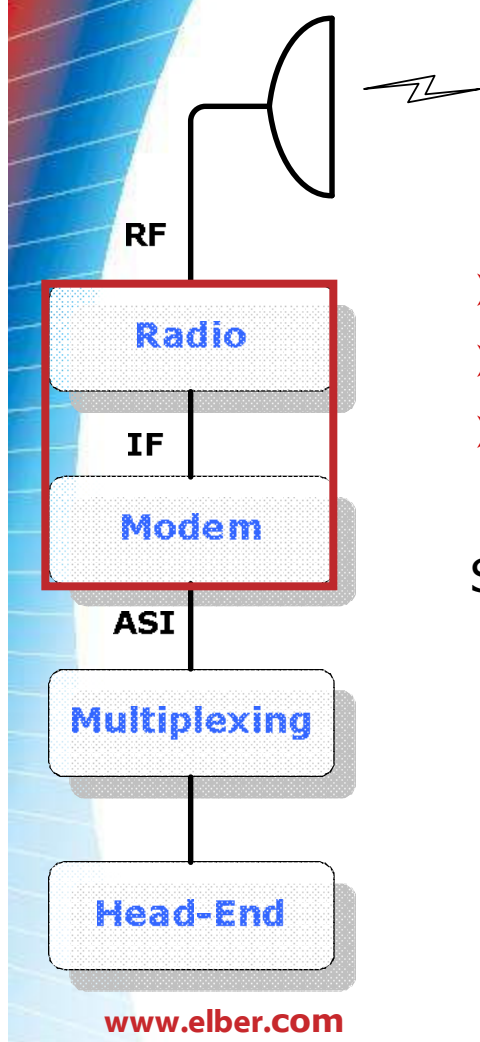 RF
Radio
IF
Modem
ASI
Multiplexing
Head-End
www.elber.com